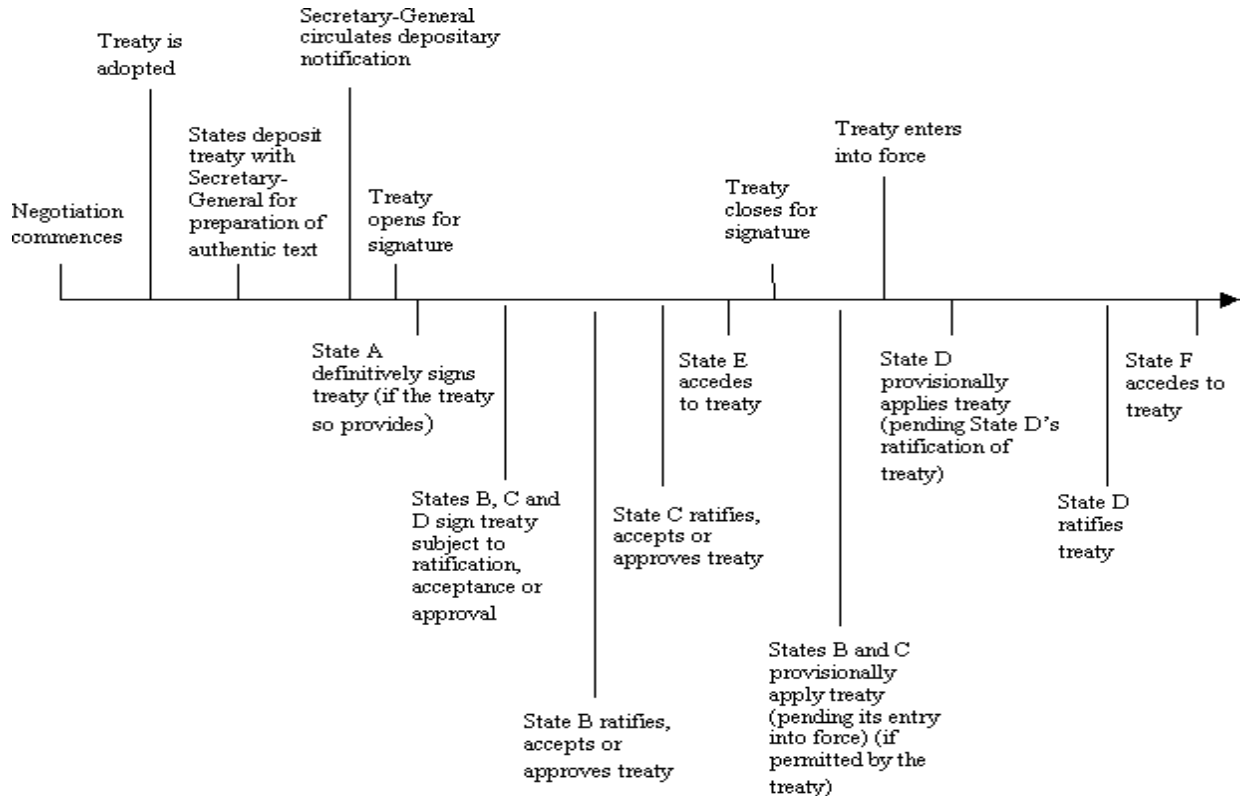 Negotiation
commences
Treaty is
adopted
States deposit
treaty with
Secretary-
General for
preparation of
authentic text
Secretary-General
circulates depositary
notification
Treaty
opens for
signature
Treaty
closes for
signature
Treaty enters
into force
State A
definitively signs
treaty (if the treaty
so provides)
States B, C and
D sign treaty
subject to
ratification,
acceptance or
approval
State B ratifies,
accepts or
approves treaty
State C ratifies,
accepts or
approves treaty
State E
accedes
to treaty
States B and C
provisionally
apply treaty
(pending its entry
into force) (if
permitted by the
treaty)
State D
provisionally
applies treaty
(pending State D's
ratification of
treaty)
State D
ratifies
treaty
State F
accedes to
treaty